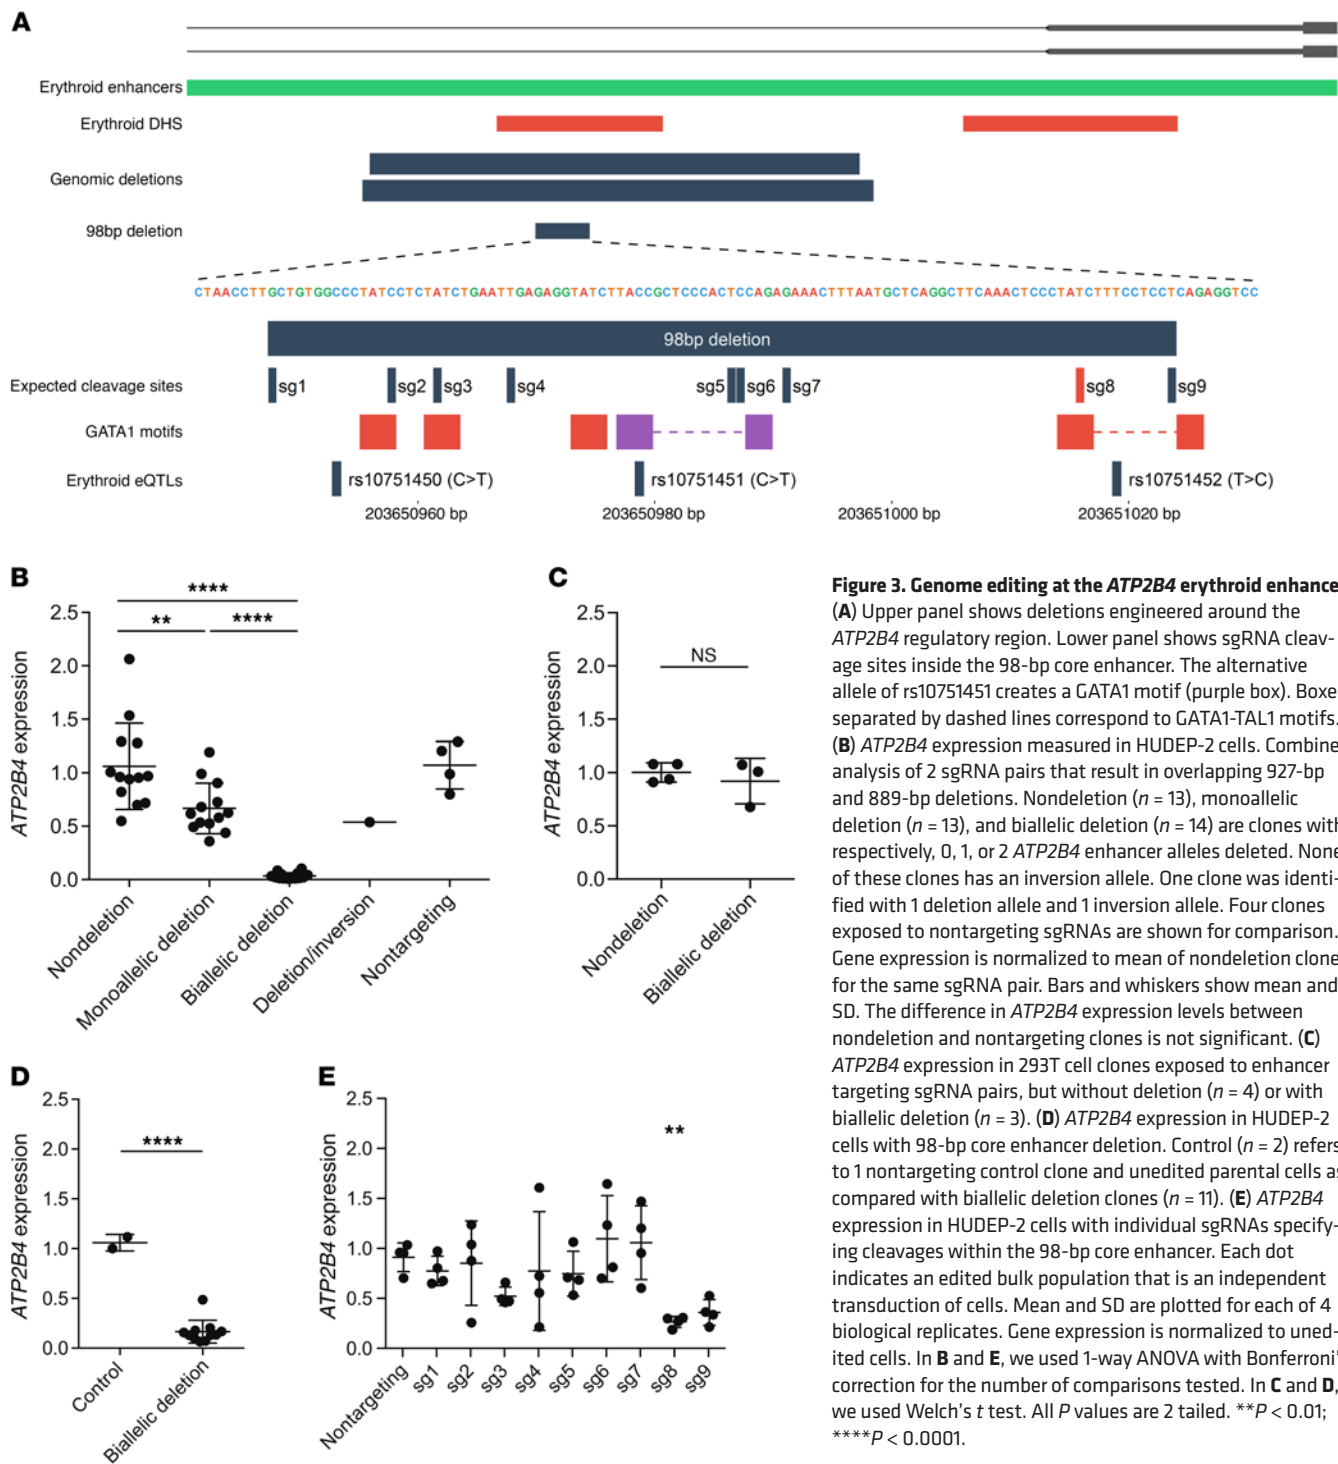 A
Erythroid enhancers
Erythroid DHS
Genomic deletions
98bp deletion
CTAACCTTGCTGTGGCCCTATCCTCTATCTGAATTGAGAGGTATCTTACCGCTCCCACTCCAGAGAAACTTTAATGCTCAGGCTTCAAACTCCCTATCTTTCCTCCTCAGAGGTCC
98bp deletion
Expected cleavage sites sg1 sg2 sg3 sg4 sg5 sg6 sg7 sg8 sg9
GATA1 motifs
Erythroid eQTLs rs10751450 (C>T) rs10751451 (C>T) rs10751452 (T>C)
203650960 bp 203650980 bp 203651000 bp 203651020 bp
B
ATP2B4 expression
2.5
2.0
1.5
1.0
0.5
0.0
****
** ****
Nondeletion
Monoallelic deletion
Biallelic deletion
Deletion/inversion
Nontargeting
C
ATP2B4 expression
2.5
2.0
1.5
1.0
0.5
0.0
NS
Nondeletion
Biallelic deletion
D
ATP2B4 expression
2.5
2.0
1.5
1.0
0.5
0.0
****
Control
Biallelic deletion
E
ATP2B4 expression
2.5
2.0
1.5
1.0
0.5
0.0
**
Nontargeting
sg1
sg2
sg3
sg4
sg5
sg6
sg7
sg8
sg9
Figure 3. Genome editing at the ATP2B4 erythroid enhance
(A) Upper panel shows deletions engineered around the
ATP2B4 regulatory region. Lower panel shows sgRNA cleav-
age sites inside the 98-bp core enhancer. The alternative
allele of rs10751451 creates a GATA1 motif (purple box). Boxe
separated by dashed lines correspond to GATA1-TAL1 motifs.
(B) ATP2B4 expression measured in HUDEP-2 cells. Combine
analysis of 2 sgRNA pairs that result in overlapping 927-bp
and 889-bp deletions. Nondeletion (n = 13), monoallelic
deletion (n = 13), and biallelic deletion (n = 14) are clones with
respectively, 0, 1, or 2 ATP2B4 enhancer alleles deleted. None
of these clones has an inversion allele. One clone was identi-
fied with 1 deletion allele and 1 inversion allele. Four clones
exposed to nontargeting sgRNAs are shown for comparison.
Gene expression is normalized to mean of nondeletion clone
for the same sgRNA pair. Bars and whiskers show mean and
SD. The difference in ATP2B4 expression levels between
nondeletion and nontargeting clones is not significant. (C)
ATP2B4 expression in 293T cell clones exposed to enhancer
targeting sgRNA pairs, but without deletion (n = 4) or with
biallelic deletion (n = 3). (D) ATP2B4 expression in HUDEP-2
cells with 98-bp core enhancer deletion. Control (n = 2) refers
to 1 nontargeting control clone and unedited parental cells as
compared with biallelic deletion clones (n = 11). (E) ATP2B4
expression in HUDEP-2 cells with individual sgRNAs specify-
ing cleavages within the 98-bp core enhancer. Each dot
indicates an edited bulk population that is an independent
transduction of cells. Mean and SD are plotted for each of 4
biological replicates. Gene expression is normalized to uned-
ited cells. In B and E, we used 1-way ANOVA with Bonferroni'
correction for the number of comparisons tested. In C and D,
we used Welch's t test. All P values are 2 tailed. **P < 0.01;
****P < 0.0001.